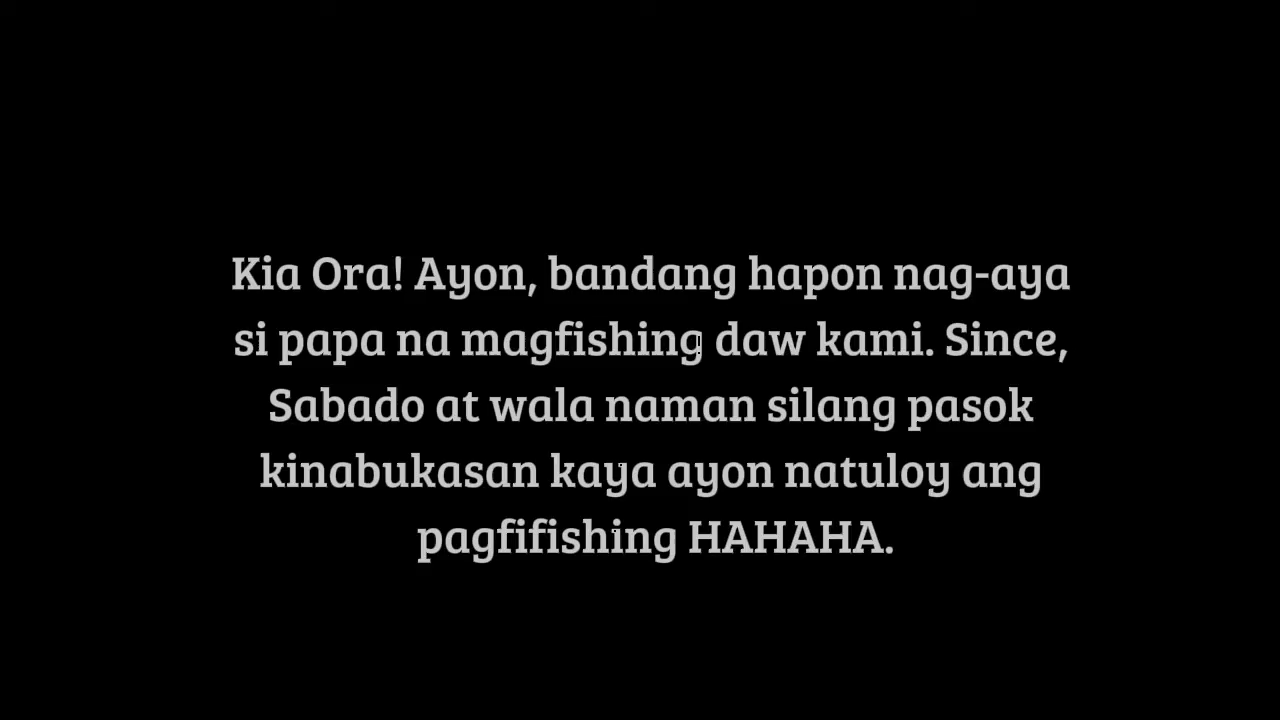 Kia Ora! Ayon, bandang hapon nag-aya
si papa na magfishing daw kami. Since,
Sabado at wala naman silang pasok
kinabukasan kaya ayon natuloy ang
pagfifishing HAHAHA.